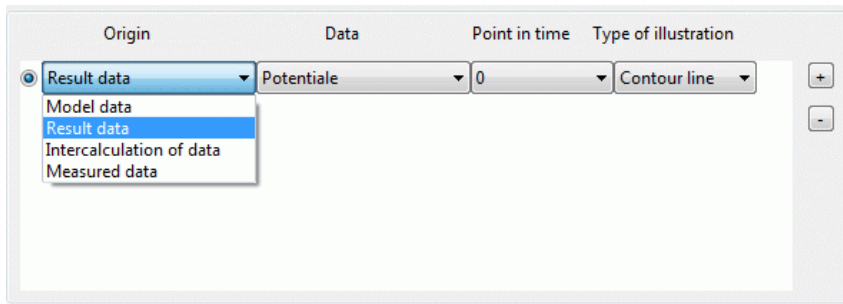 Origin Data Point in time Type of illustration
Result data Potentiale 0 Contour line +
Model data
Result data
Intercalculation of data
Measured data
-